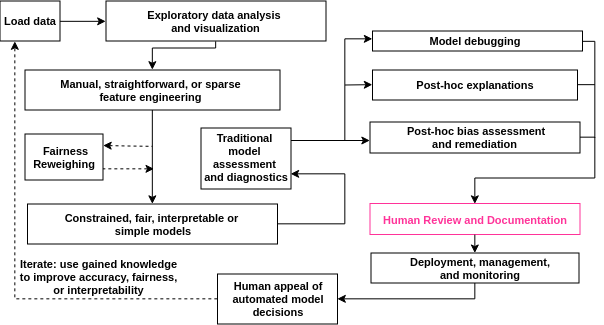 Load data
Exploratory data analysis
and visualization
Model debugging
Manual, straightforward, or sparse
feature engineering
Post-hoc explanations
Fairness
Reweighing
Traditional
model
assessment
and diagnostics
Post-hoc bias assessment
and remediation
Constrained, fair, interpretable or
simple models
Human Review and Documentation
Iterate: use gained knowledge
to improve accuracy, fairness,
or interpretability
Deployment, management,
and monitoring
Human appeal of
automated model
decisions